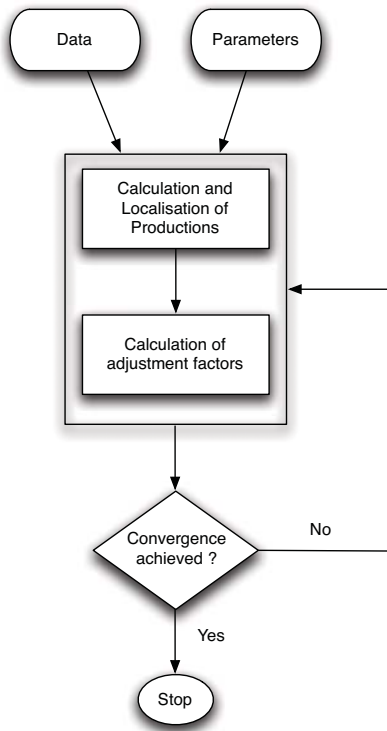 Data
Parameters
Calculation and
Localisation of
Productions
Calculation of
adjustment factors
Convergence
achieved ?
No
Yes
Stop